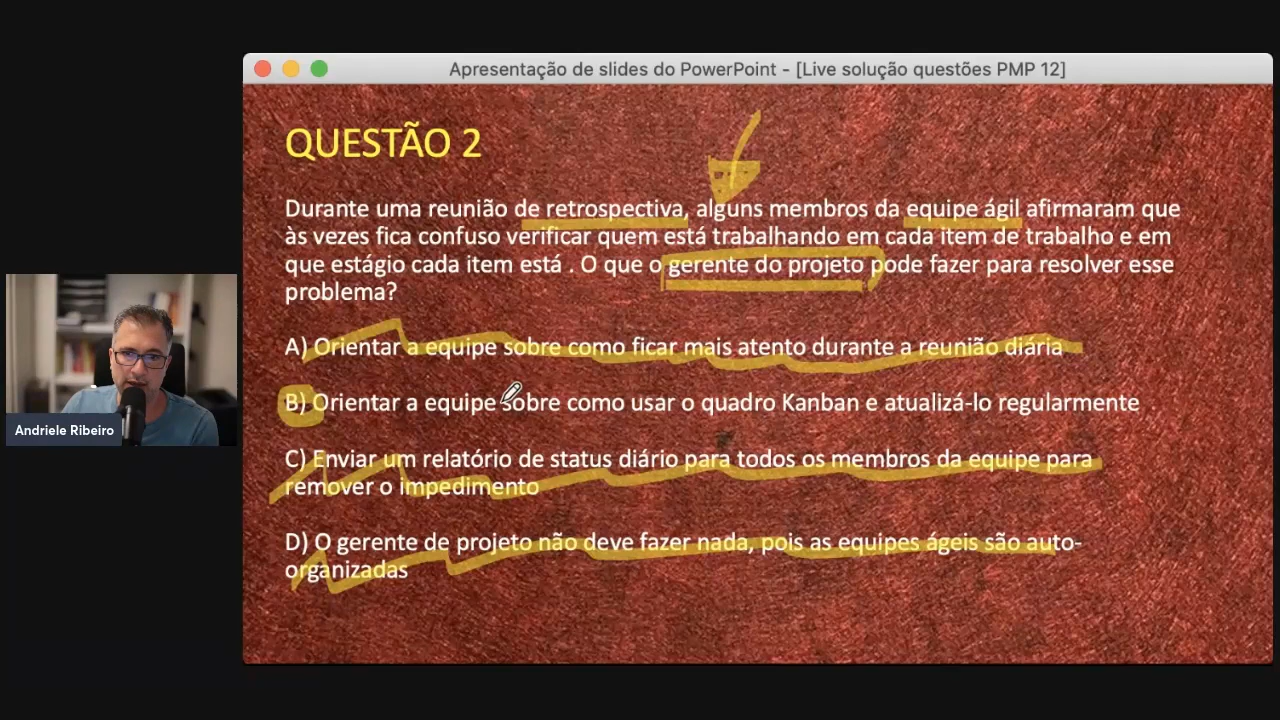 Apresentação de slides do PowerPoint - [Live solução questões PMP 12]
QUESTÃO 2
Durante uma reunião de retrospectiva, alguns membros da equipe ágil afirmaram que
às vezes fica confuso verificar quem está trabalhando em cada item de trabalho e em
que estágio cada item está . O que o gerente do projeto pode fazer para resolver esse
problema?
A) Orientar a equipe sobre como ficar mais atento durante a reunião diária
B) Orientar a equipe sobre como usar o quadro Kanban e atualizá-lo regularmente
C) Enviar um relatório de status diário para todos os membros da equipe para
remover o impedimento
D) O gerente de projeto não deve fazer nada, pois as equipes ágeis são auto-
organizadas
Andriele Ribeiro